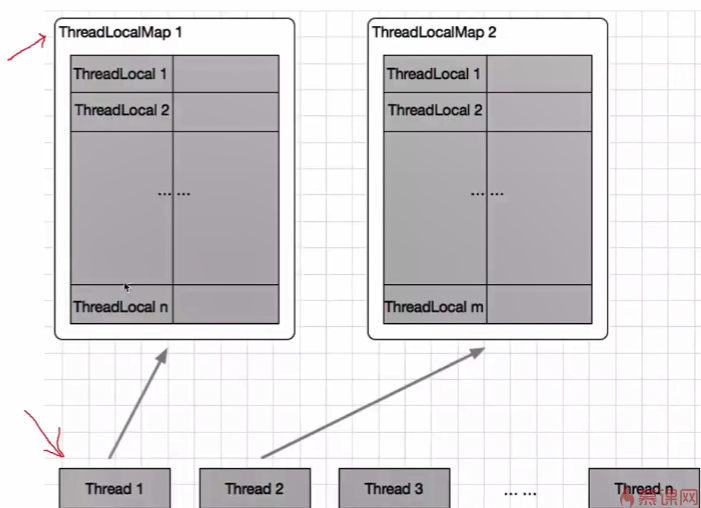 ThreadLocalMap 1
ThreadLocal 1
ThreadLocal 2
... ...
ThreadLocal n
ThreadLocalMap 2
ThreadLocal 1
ThreadLocal 2
... ...
ThreadLocal m
Thread 1
Thread 2
Thread 3
... ...
Thread n
慕课网